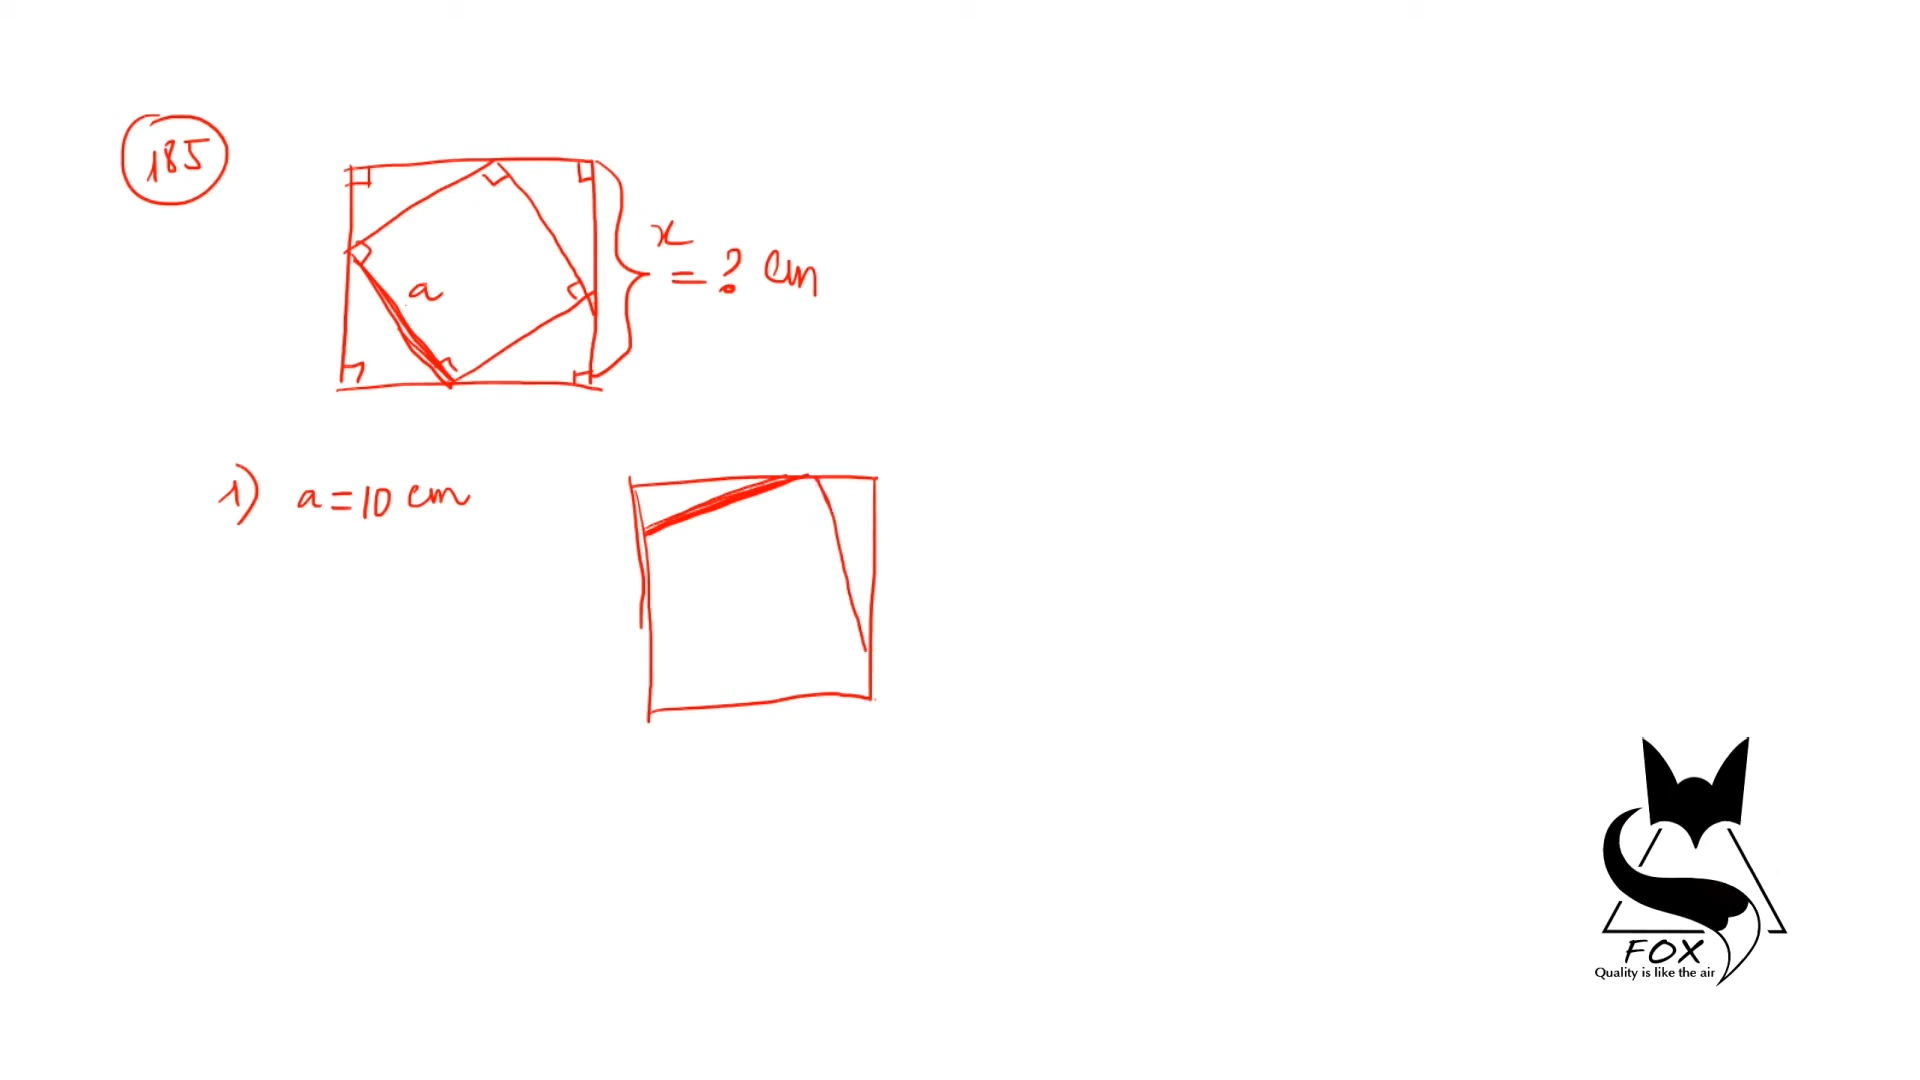 185
a
x
= ? cm
1) a = 10 cm
FOX
Quality is like the air